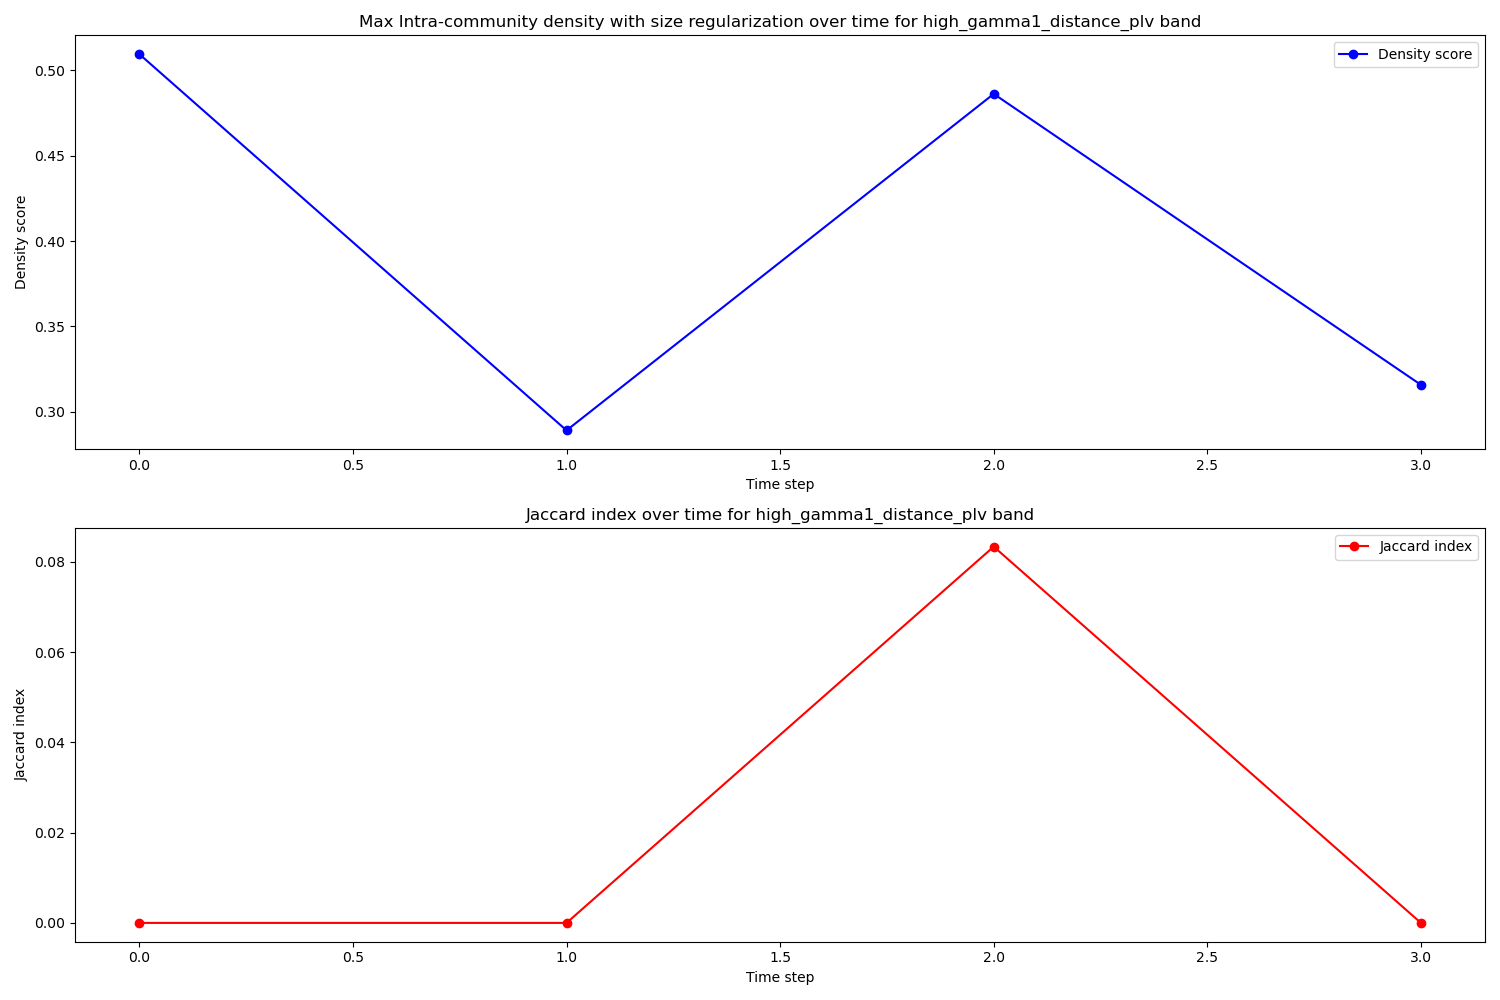 Max Intra-community density with size regularization over time for high_gamma1_distance_plv band
Density score
0.50
0.45
0.40
0.35
0.30
Density score
0.0 0.5 1.0 1.5 2.0 2.5 3.0
Time step
Jaccard index over time for high_gamma1_distance_plv band
Jaccard index
0.08
0.06
0.04
0.02
0.00
Jaccard index
0.0 0.5 1.0 1.5 2.0 2.5 3.0
Time step